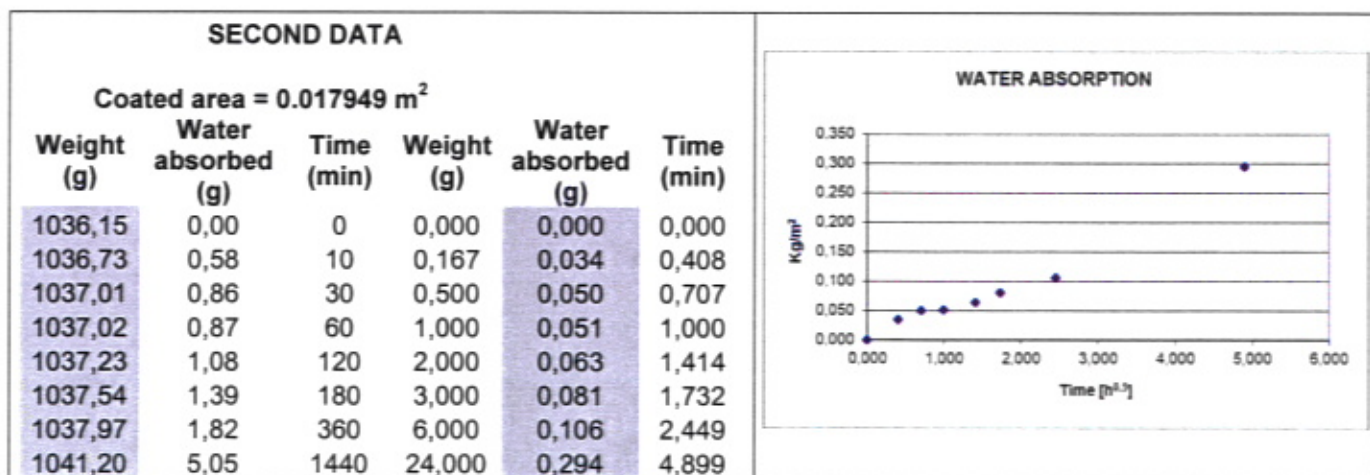 SECOND DATA
Coated area = 0.017949 m²
Weight (g) Water absorbed (g) Time (min) Weight (g) Water absorbed (g) Time (min)
1036,15 0,00 0 0,000 0,000 0,000
1036,73 0,58 10 0,167 0,034 0,408
1037,01 0,86 30 0,500 0,050 0,707
1037,02 0,87 60 1,000 0,051 1,000
1037,23 1,08 120 2,000 0,063 1,414
1037,54 1,39 180 3,000 0,081 1,732
1037,97 1,82 360 6,000 0,106 2,449
1041,20 5,05 1440 24,000 0,294 4,899
WATER ABSORPTION
Kg/m²
0,350
0,300
0,250
0,200
0,150
0,100
0,050
0,000
0,000 1,000 2,000 3,000 4,000 5,000 6,000
Time [h⁰·⁵]